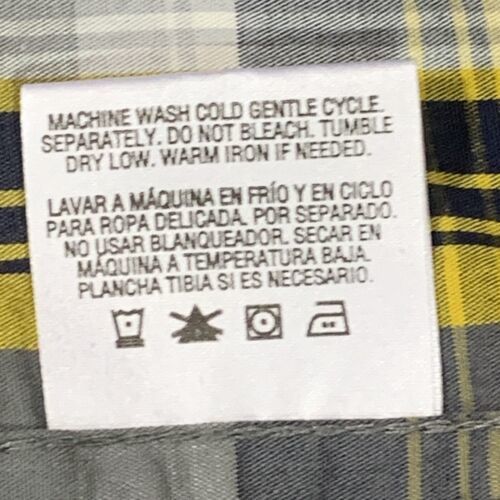 MACHINE WASH COLD GENTLE CYCLE.
SEPARATELY. DO NOT BLEACH. TUMBLE
DRY LOW. WARM IRON IF NEEDED.
LAVAR A MÁQUINA EN FRÍO Y EN CICLO
PARA ROPA DELICADA. POR SEPARADO.
NO USAR BLANQUEADOR. SECAR EN
MÁQUINA A TEMPERATURA BAJA.
PLANCHA TIBIA SI ES NECESARIO.